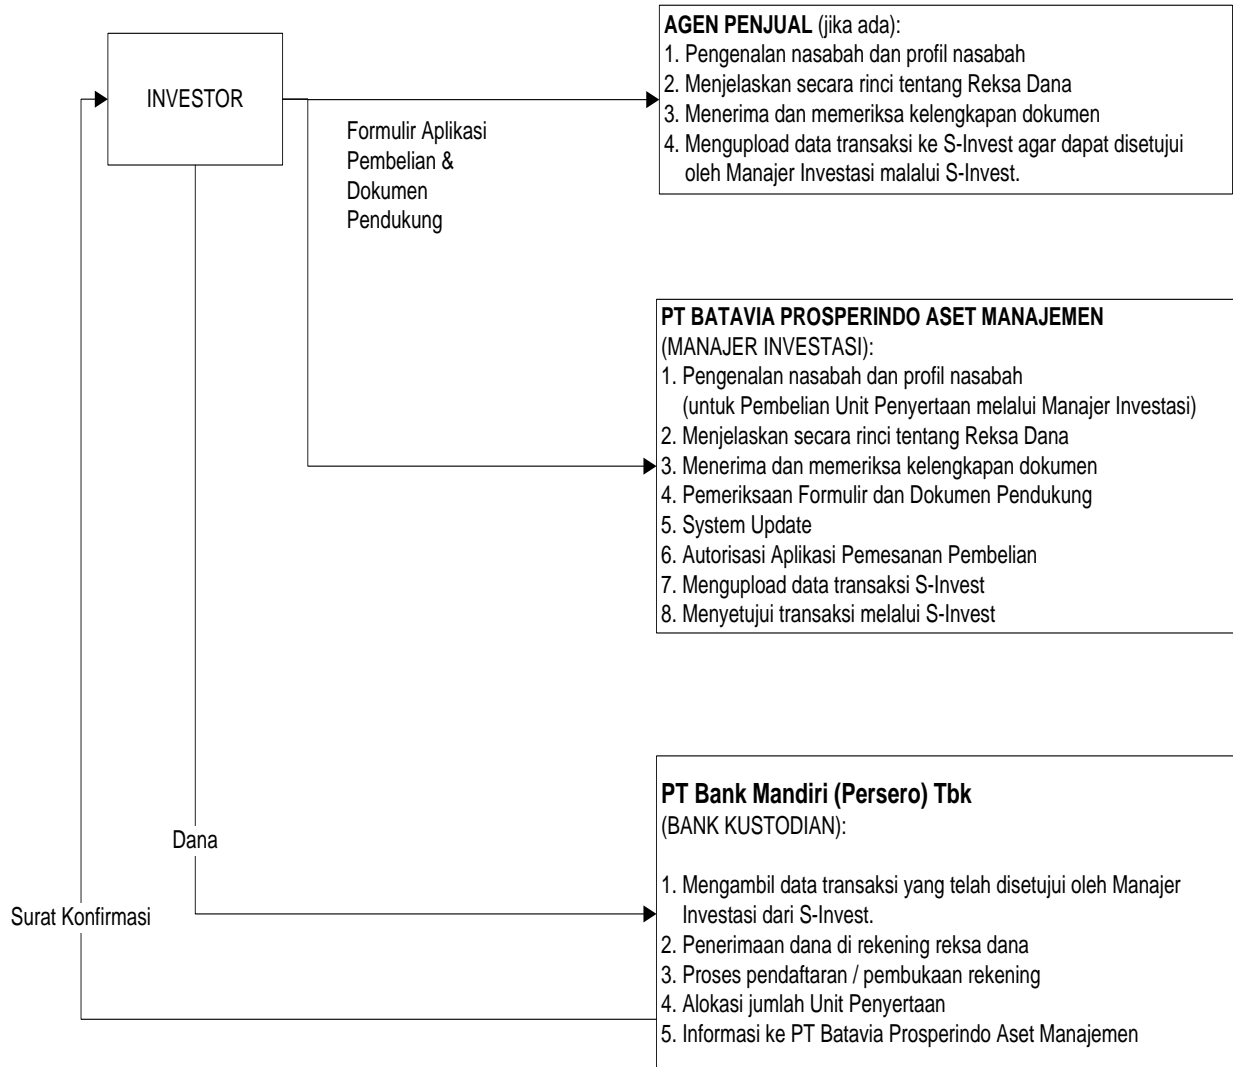 INVESTOR
Formulir Aplikasi
Pembelian &
Dokumen
Pendukung
AGEN PENJUAL (jika ada):
1. Pengenalan nasabah dan profil nasabah
2. Menjelaskan secara rinci tentang Reksa Dana
3. Menerima dan memeriksa kelengkapan dokumen
4. Mengupload data transaksi ke S-Invest agar dapat disetujui
oleh Manajer Investasi malalui S-Invest.
PT BATAVIA PROSPERINDO ASET MANAJEMEN
(MANAJER INVESTASI):
1. Pengenalan nasabah dan profil nasabah
(untuk Pembelian Unit Penyertaan melalui Manajer Investasi)
2. Menjelaskan secara rinci tentang Reksa Dana
3. Menerima dan memeriksa kelengkapan dokumen
4. Pemeriksaan Formulir dan Dokumen Pendukung
5. System Update
6. Autorisasi Aplikasi Pemesanan Pembelian
7. Mengupload data transaksi S-Invest
8. Menyetujui transaksi melalui S-Invest
Dana
Surat Konfirmasi
PT Bank Mandiri (Persero) Tbk
(BANK KUSTODIAN):
1. Mengambil data transaksi yang telah disetujui oleh Manajer
Investasi dari S-Invest.
2. Penerimaan dana di rekening reksa dana
3. Proses pendaftaran / pembukaan rekening
4. Alokasi jumlah Unit Penyertaan
5. Informasi ke PT Batavia Prosperindo Aset Manajemen